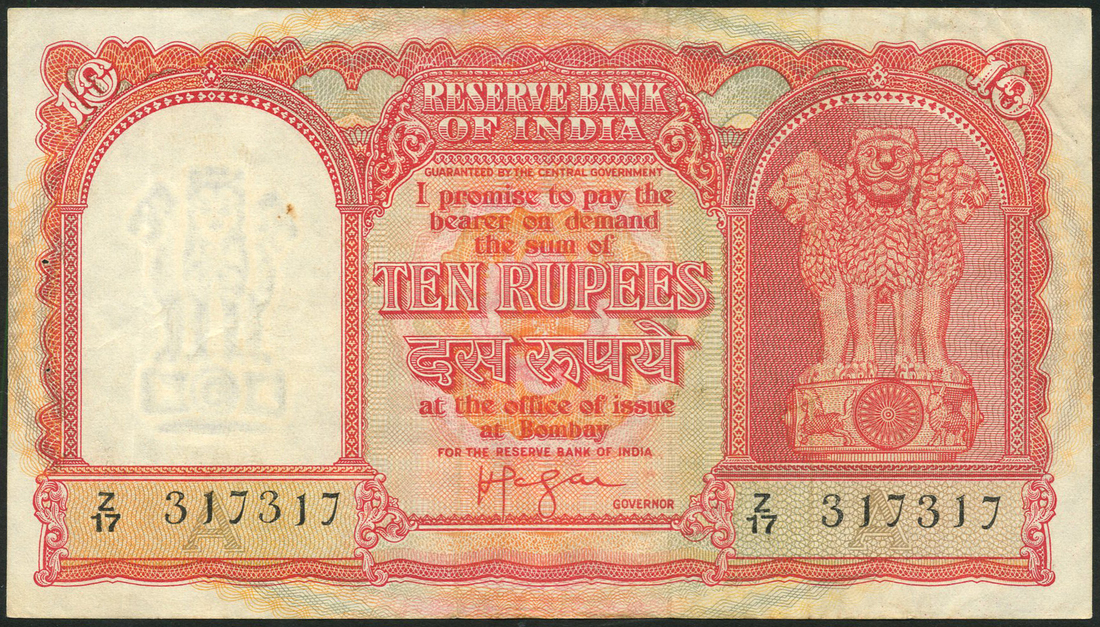 10 10
RESERVE BANK
OF INDIA
GUARANTEED BY THE CENTRAL GOVERNMENT
I promise to pay the
bearer on demand
the sum of
TEN RUPEES
दस रुपये
at the office of issue
at Bombay
FOR THE RESERVE BANK OF INDIA
GOVERNOR
Z/17 317317
A
Z/17 317317
A